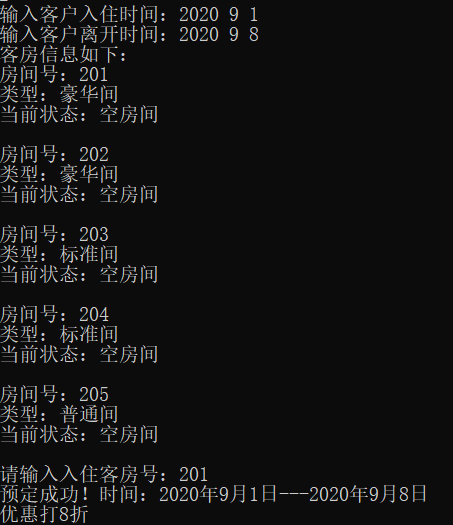 输入客户入住时间：2020 9 1
输入客户离开时间：2020 9 8
客房信息如下：
房间号：201
类型：豪华间
当前状态：空房间
房间号：202
类型：豪华间
当前状态：空房间
房间号：203
类型：标准间
当前状态：空房间
房间号：204
类型：标准间
当前状态：空房间
房间号：205
类型：普通间
当前状态：空房间
请输入入住客房号：201
预定成功！时间：2020年9月1日---2020年9月8日
优惠打8折